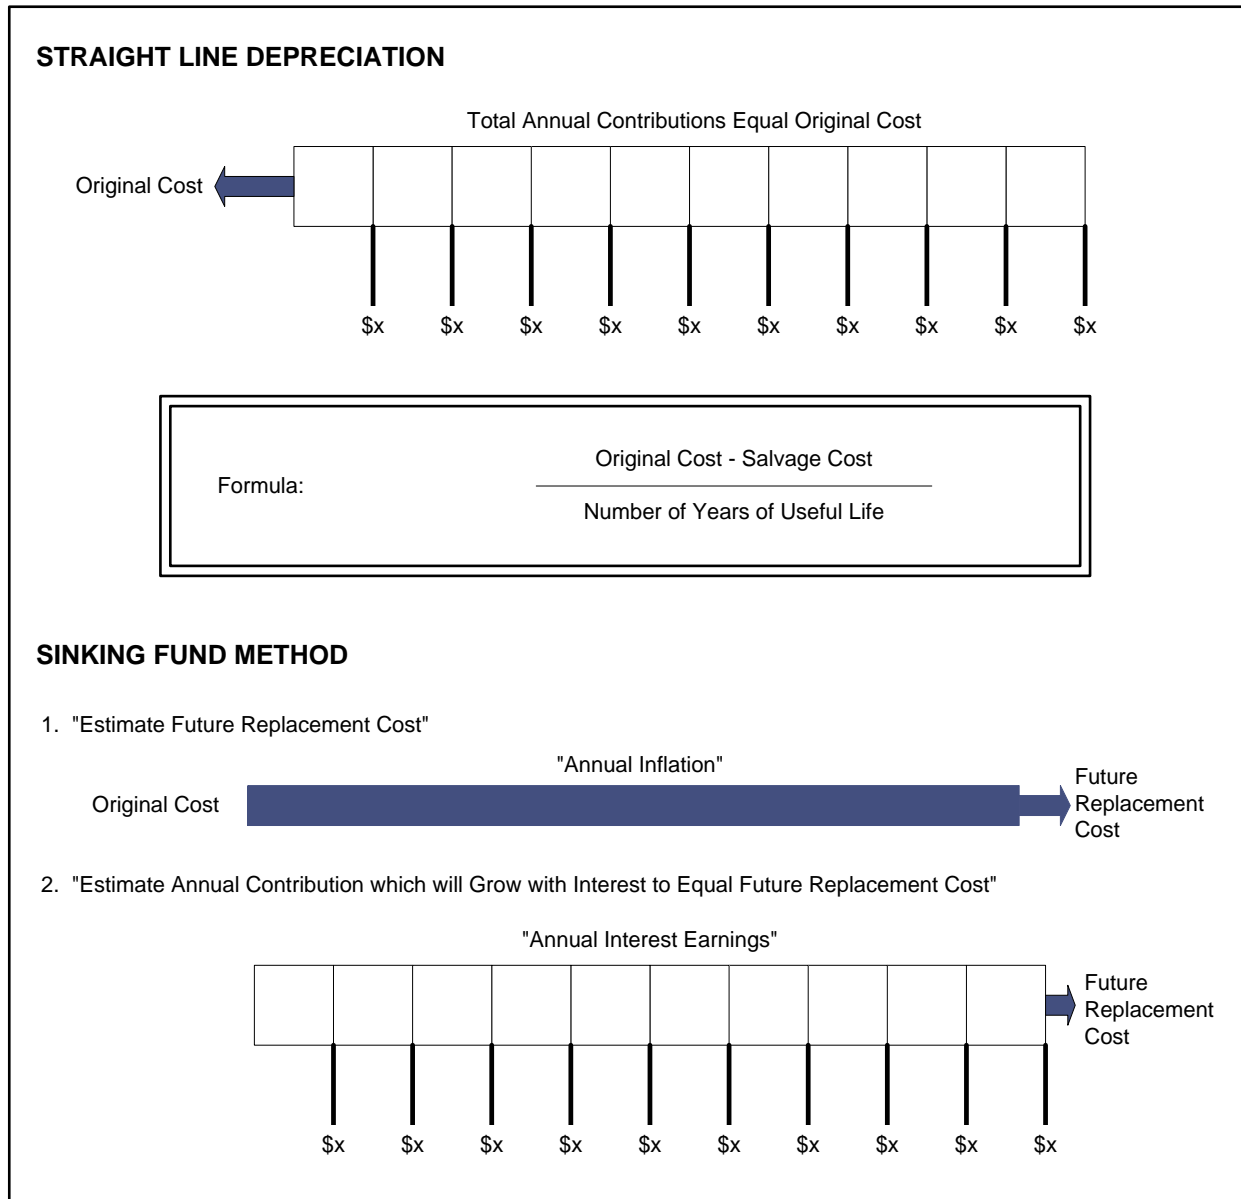 STRAIGHT LINE DEPRECIATION
Total Annual Contributions Equal Original Cost
Original Cost
$x $x $x $x $x $x $x $x $x $x
Original Cost - Salvage Cost
Formula:
Number of Years of Useful Life
SINKING FUND METHOD
1. "Estimate Future Replacement Cost"
"Annual Inflation"
Original Cost
Future
Replacement
Cost
2. "Estimate Annual Contribution which will Grow with Interest to Equal Future Replacement Cost"
"Annual Interest Earnings"
Future
Replacement
Cost
$x $x $x $x $x $x $x $x $x $x